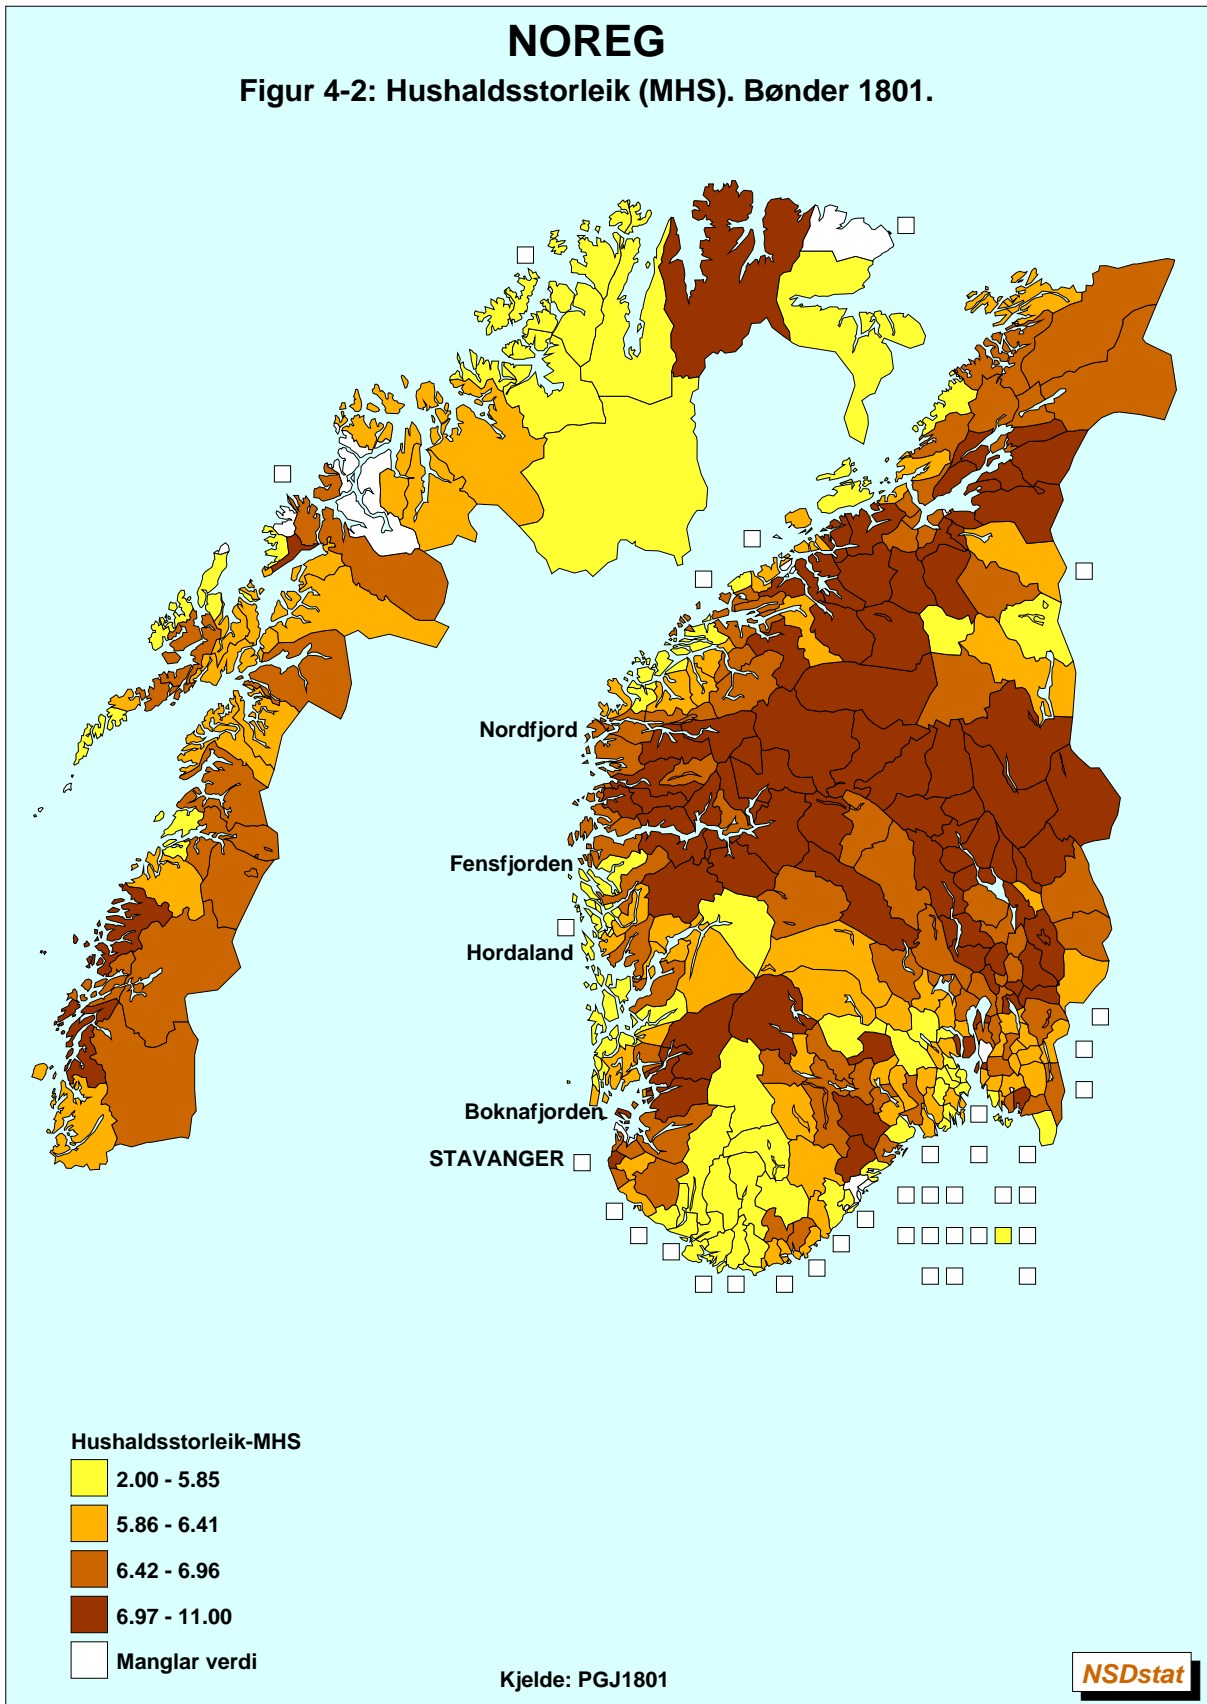 NOREG
Figur 4-2: Hushaldsstorleik (MHS). Bønder 1801.
Nordfjord
Fensfjorden
Hordaland
Boknafjorden
STAVANGER
Hushaldsstorleik-MHS
2.00 - 5.85
5.86 - 6.41
6.42 - 6.96
6.97 - 11.00
Manglar verdi
Kjelde: PGJ1801
NSDstat